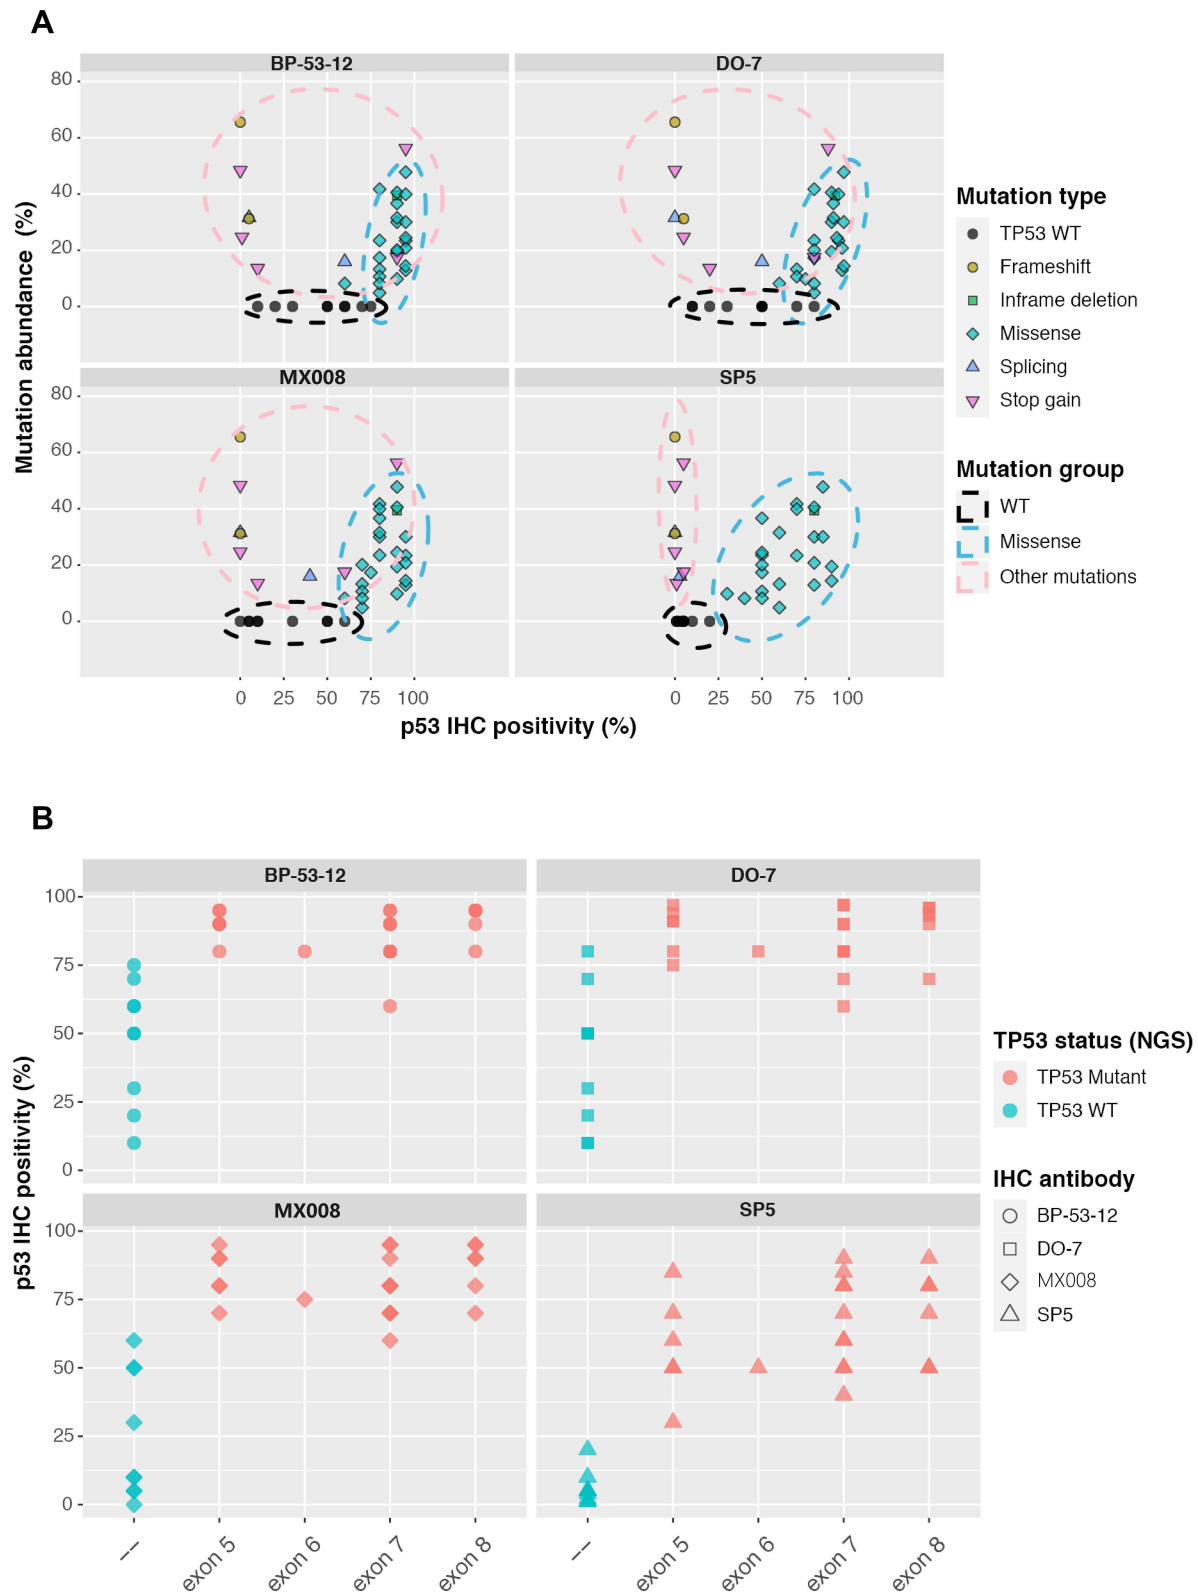 A
BP-53-12
DO-7
80
60
40
20
0
MX008
SP5
80
60
40
20
0
0 25 50 75 100
0 25 50 75 100
Mutation abundance (%)
p53 IHC positivity (%)
Mutation type
TP53 WT
Frameshift
Inframe deletion
Missense
Splicing
Stop gain
Mutation group
WT
Missense
Other mutations
B
BP-53-12
DO-7
100
75
50
25
0
MX008
SP5
100
75
50
25
0
-- exon 5 exon 6 exon 7 exon 8
-- exon 5 exon 6 exon 7 exon 8
p53 IHC positivity (%)
TP53 status (NGS)
TP53 Mutant
TP53 WT
IHC antibody
BP-53-12
DO-7
MX008
SP5